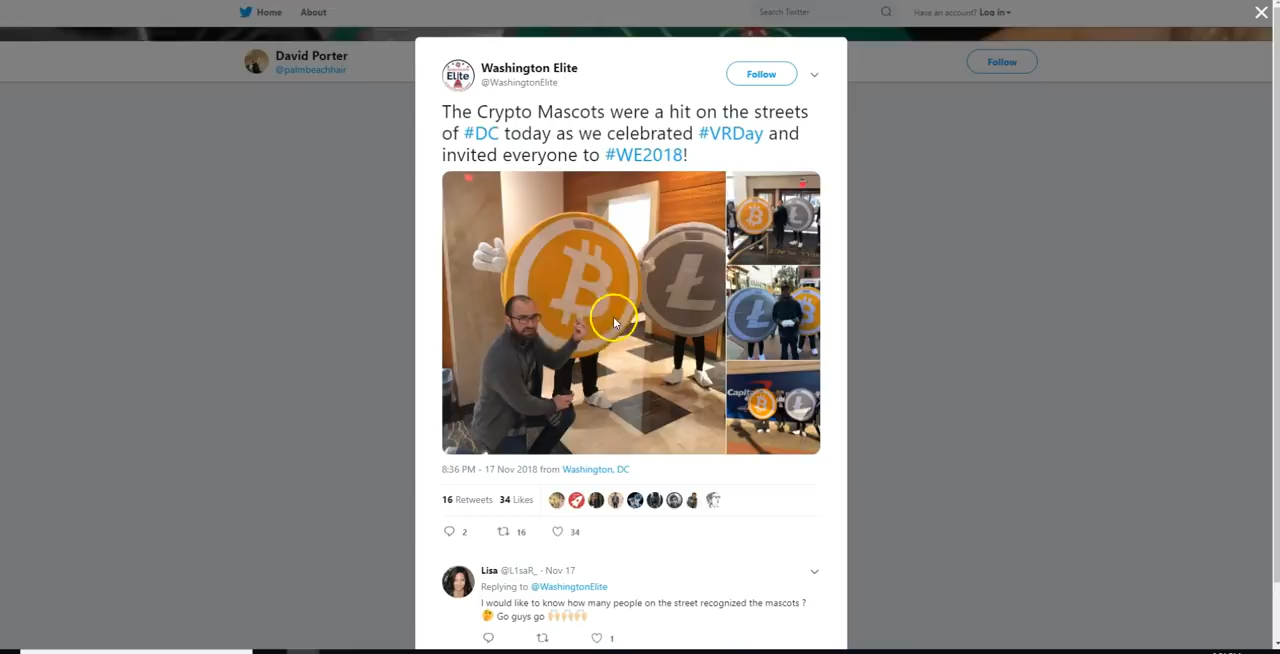 Home About Search Twitter Have an account? Log in
David Porter
@palmbeachhair
Follow
Elite
Washington Elite
@WashingtonElite
Follow
The Crypto Mascots were a hit on the streets
of #DC today as we celebrated #VRDay and
invited everyone to #WE2018!
8:36 PM - 17 Nov 2018 from Washington, DC
16 Retweets 34 Likes
2 16 34
Lisa @L1saR_ · Nov 17
Replying to @WashingtonElite
I would like to know how many people on the street recognized the mascots ?
🤔 Go guys go 🙌🏻🙌🏻🙌🏻
1